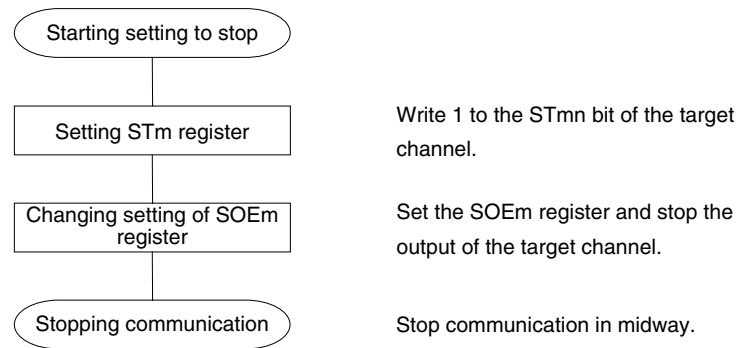 Starting setting to stop
Setting STm register
Write 1 to the STmn bit of the target
channel.
Changing setting of SOEm
register
Set the SOEm register and stop the
output of the target channel.
Stopping communication
Stop communication in midway.